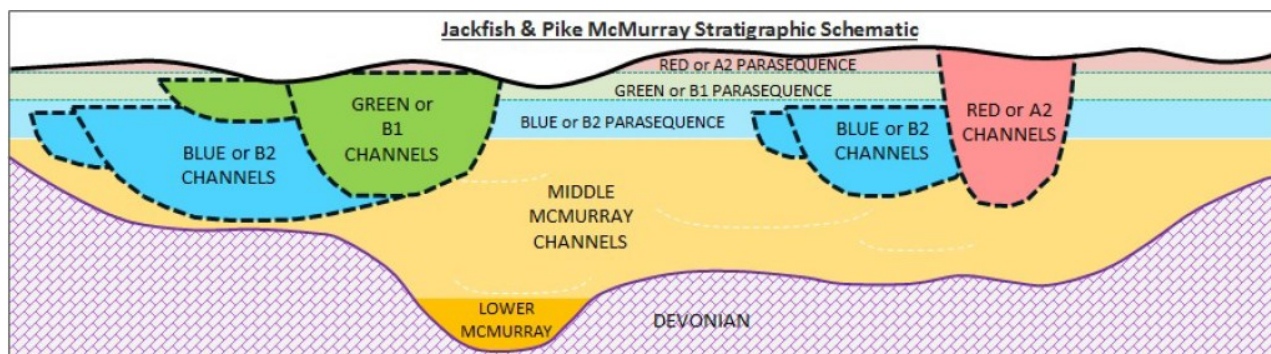 Jackfish & Pike McMurray Stratigraphic Schematic
RED or A2 PARASEQUENCE
GREEN or B1 PARASEQUENCE
BLUE or B2 PARASEQUENCE
GREEN or
B1
CHANNELS
BLUE or B2
CHANNELS
BLUE or B2
CHANNELS
RED or A2
CHANNELS
MIDDLE
MCMURRAY
CHANNELS
LOWER
MCMURRAY
DEVONIAN